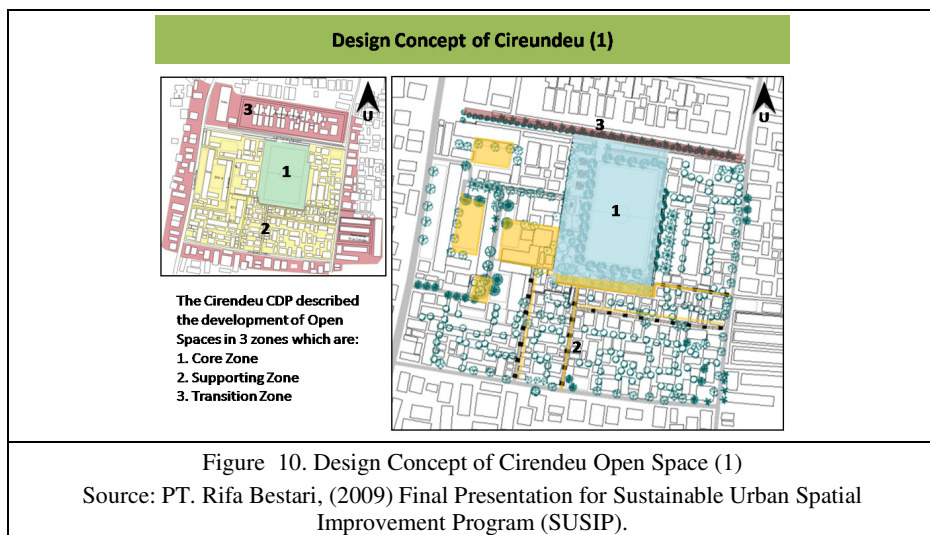 Design Concept of Cireundeu (1)
3
U
1
2
3
U
1
2
The Cirendeu CDP described
the development of Open
Spaces in 3 zones which are:
1. Core Zone
2. Supporting Zone
3. Transition Zone
Figure 10. Design Concept of Cirendeu Open Space (1)
Source: PT. Rifa Bestari, (2009) Final Presentation for Sustainable Urban Spatial
Improvement Program (SUSIP).